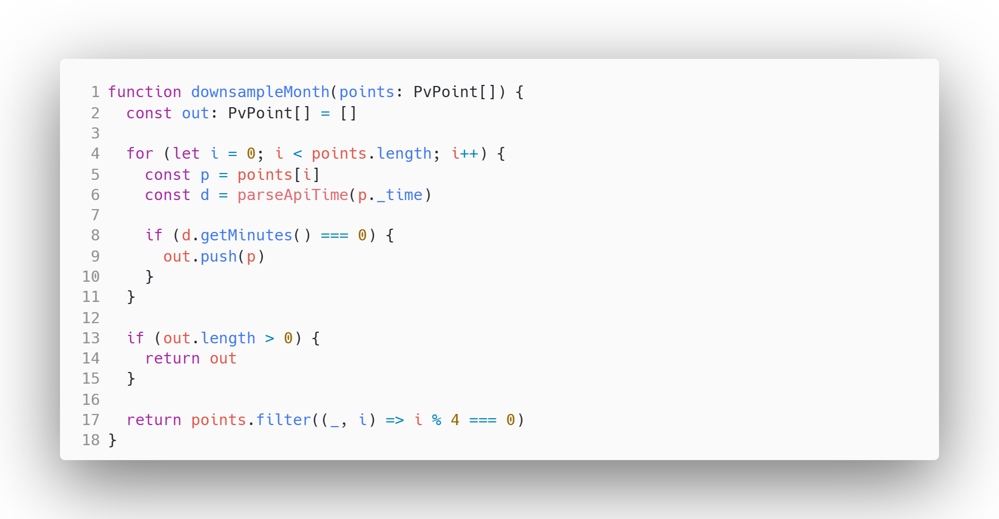 1 function downsampleMonth(points: PvPoint[]) {
2   const out: PvPoint[] = []
3
4   for (let i = 0; i < points.length; i++) {
5     const p = points[i]
6     const d = parseApiTime(p._time)
7
8     if (d.getMinutes() === 0) {
9       out.push(p)
10     }
11   }
12
13   if (out.length > 0) {
14     return out
15   }
16
17   return points.filter((_, i) => i % 4 === 0)
18 }